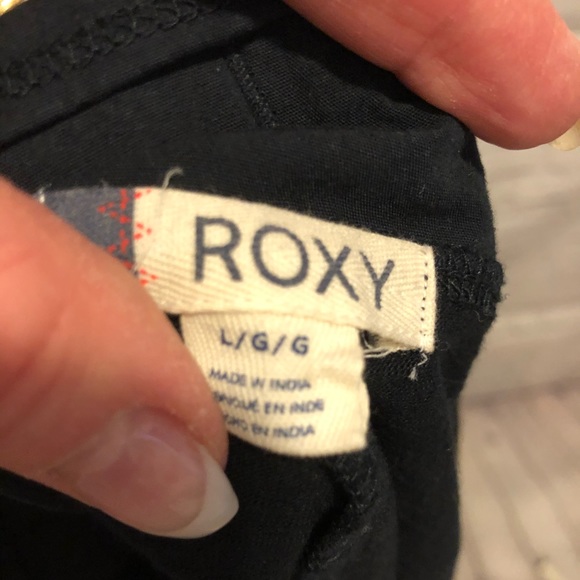 ROXY
L/G/G
MADE IN INDIA
EN INDE
EN INDIA